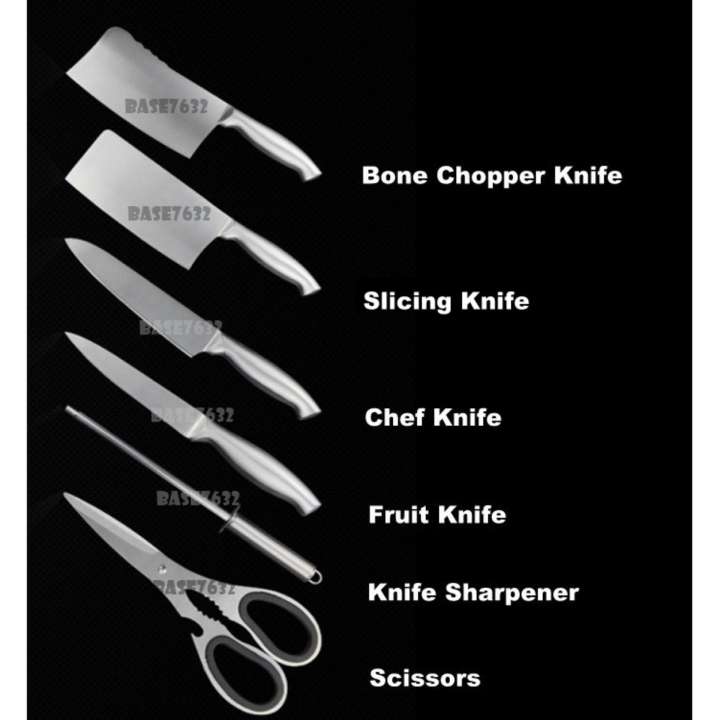 BASE7632
Bone Chopper Knife
BASE7632
Slicing Knife
BASE7632
Chef Knife
BASE7632
Fruit Knife
BASE7632
Knife Sharpener
BASE7632
Scissors